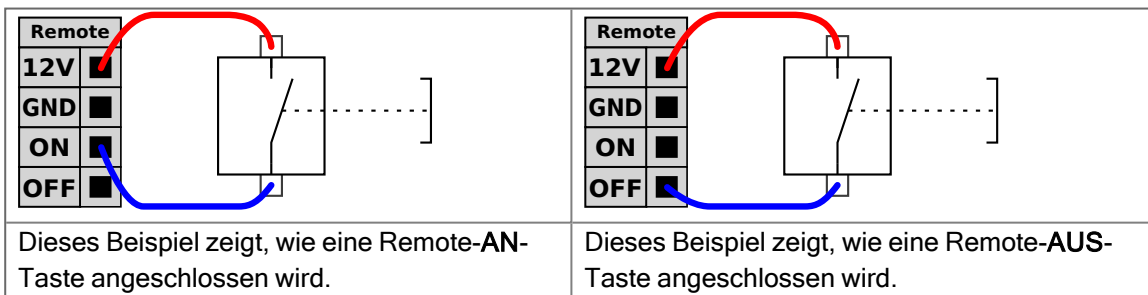 Remote
12V
GND
ON
OFF
Remote
12V
GND
ON
OFF
Dieses Beispiel zeigt, wie eine Remote-AN-
Taste angeschlossen wird.
Dieses Beispiel zeigt, wie eine Remote-AUS-
Taste angeschlossen wird.